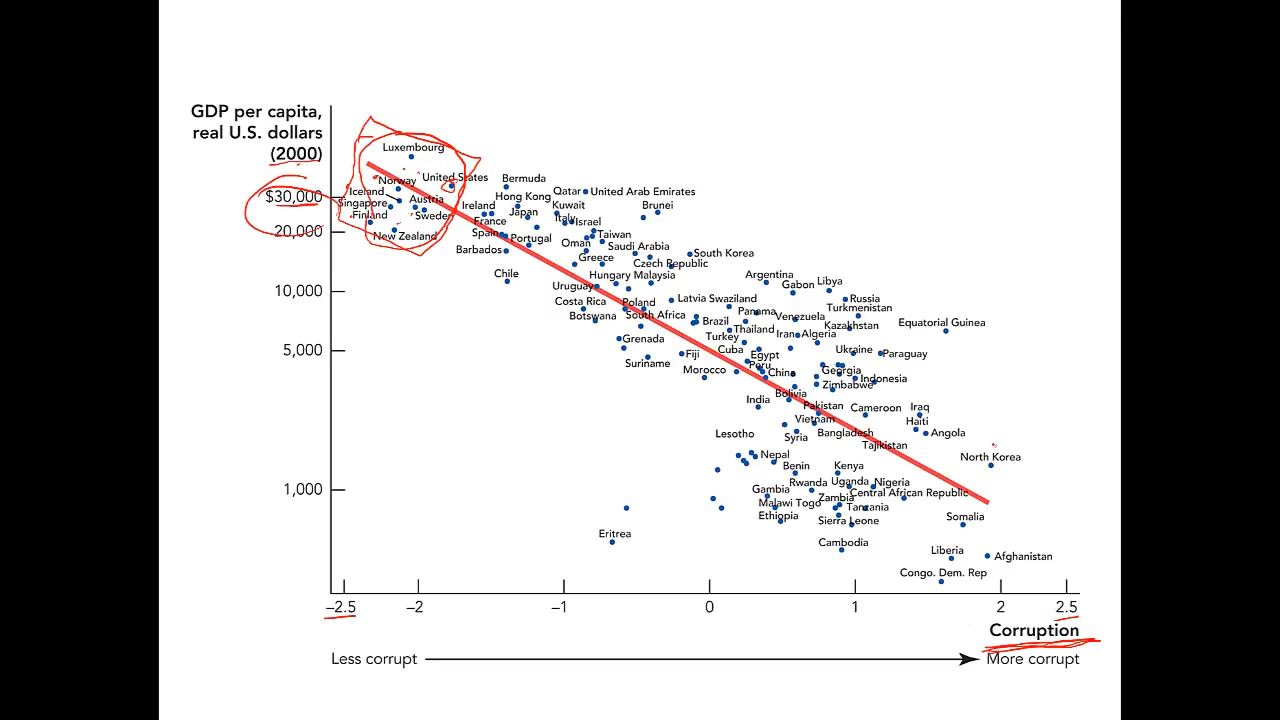 GDP per capita,
real U.S. dollars
(2000)
Luxembourg
Norway United States Bermuda
Iceland Qatar United Arab Emirates
$30,000 Singapore Austria Ireland Hong Kong Brunei
Finland Sweden France Japan Kuwait
Italy Israel
20,000 New Zealand Spain Portugal Taiwan
Barbados Oman Saudi Arabia
Greece Czech Republic South Korea
Chile Hungary Malaysia Argentina Libya
10,000 Uruguay Gabon
Costa Rica Poland Latvia Swaziland Russia
Botswana South Africa Panama Venezuela Turkmenistan
Brazil Thailand Kazakhstan Equatorial Guinea
Grenada Turkey Iran Algeria
5,000 Cuba Egypt Ukraine Paraguay
Suriname Fiji Peru
Morocco China Georgia Indonesia
Zimbabwe
India Bolivia
Pakistan Cameroon Iraq
Vietnam Haiti
Lesotho Syria Bangladesh Angola
Tajikistan
Nepal North Korea
Benin Kenya
1,000 Rwanda Uganda Nigeria
Gambia Central African Republic
Malawi Togo Zambia Tanzania
Ethiopia Sierra Leone Somalia
Eritrea
Cambodia
Liberia Afghanistan
Congo. Dem. Rep
–2.5 –2 –1 0 1 2 2.5
Corruption
Less corrupt More corrupt